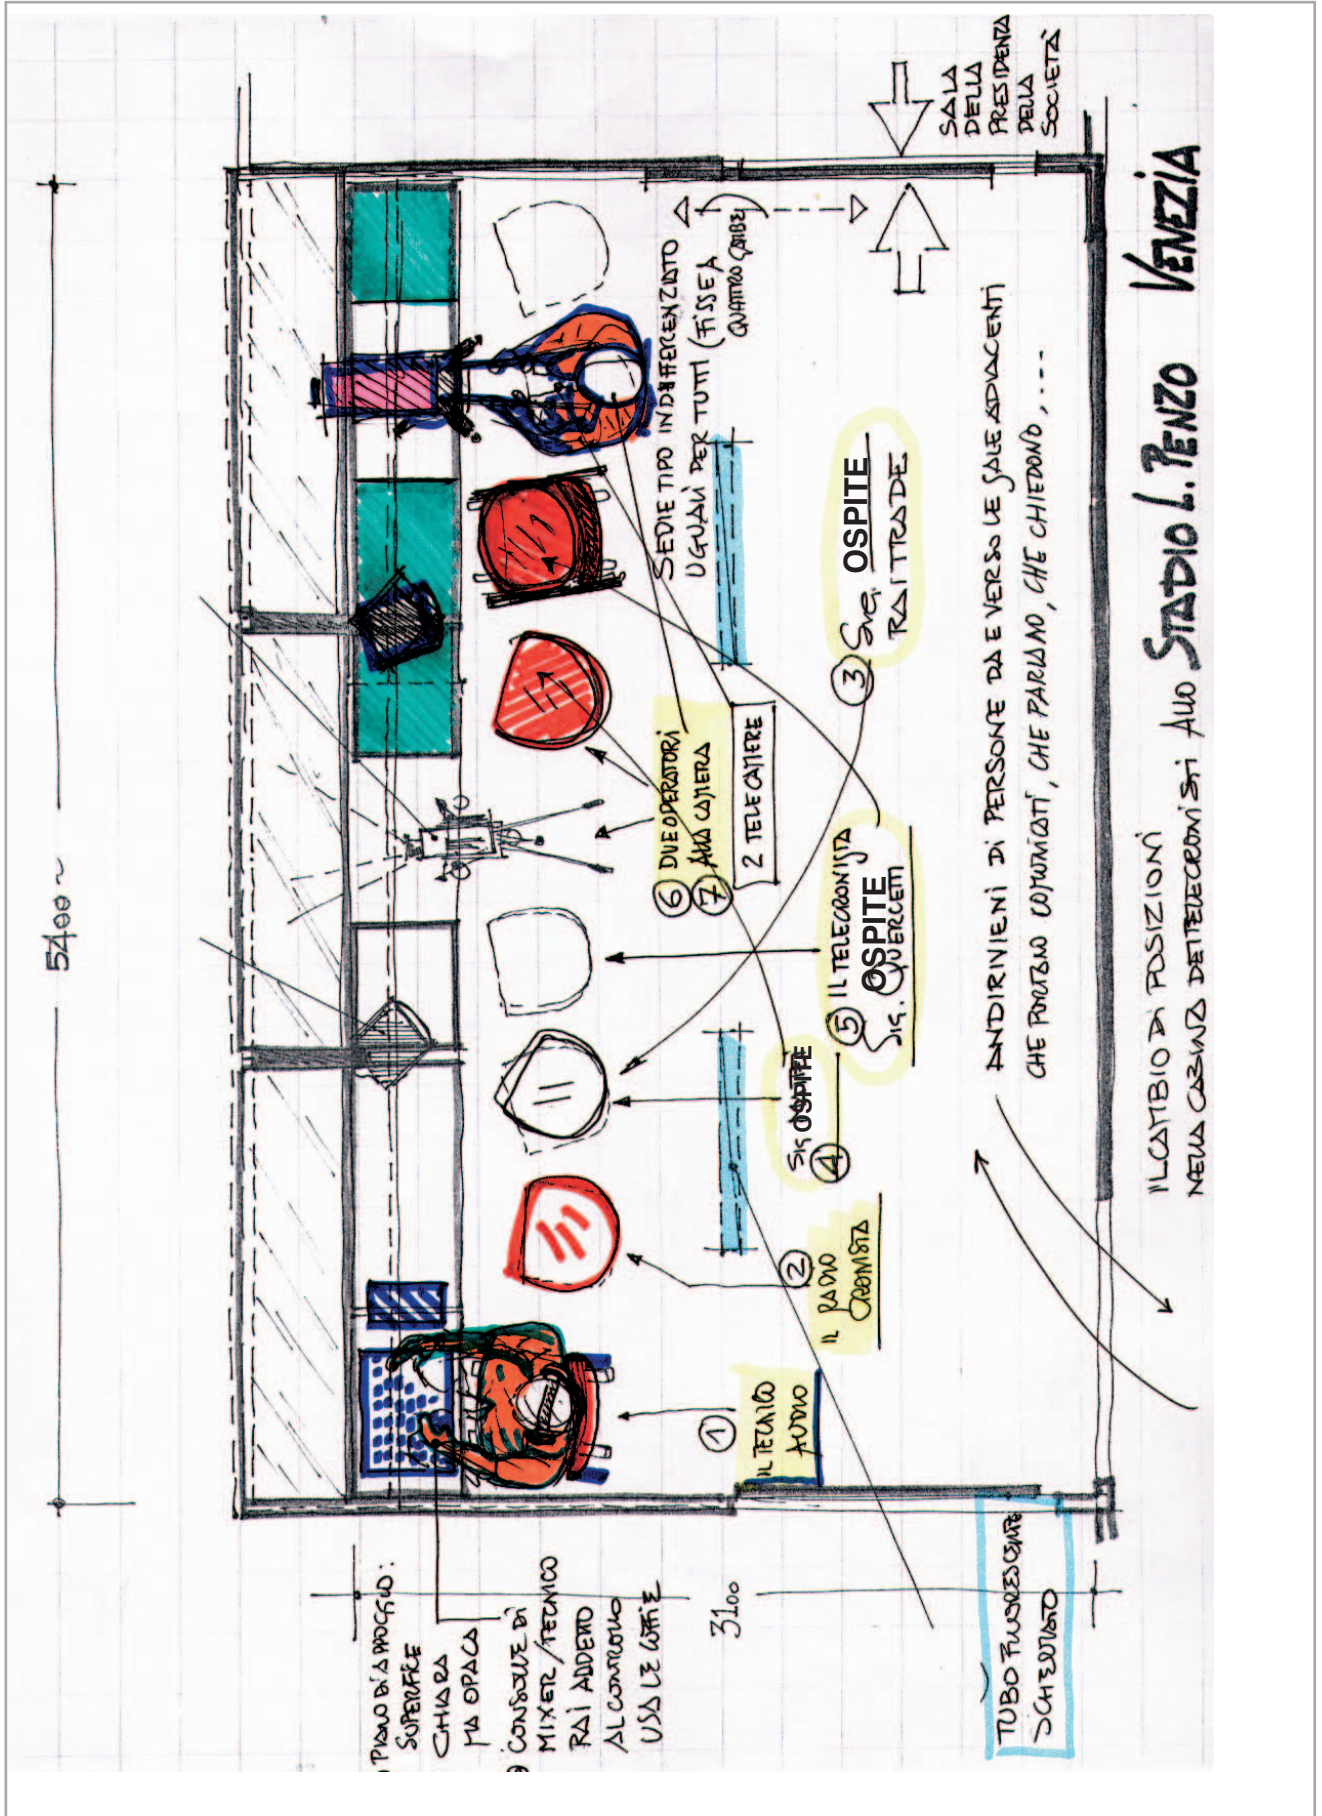 SALA
DELLA
PRESIDENZA
DELLA
SOCIETÀ
5400 ~
SEDIE TIPO INDIFFERENZIATO
UGUALI PER TUTTI (FISSE A
QUATTRO GAMBE)
③ Sig. OSPITE
RAI TRADE
⑥ DUE OPERATORI
⑦ ALLA CAMERA
2 TELECAMERE
⑤ IL TELECRONISTA
OSPITE
SIG. QUERCETTI
SIG. OSPITE
④
②
IL RADIO
CRONISTA
①
IL TECNICO
AUDIO
PIANO DI APPOGGIO:
SUPERFICE
CHIARA
MA OPACA
CONSOLLE DI
MIXER / TECNICO
RAI ADDETTO
AL CONTROLLO
USA LE CUFFIE
3100
ANDIRIVIENI DI PERSONE DA E VERSO LE SALE ADIACENTI
CHE PORTANO COMUNICATI, CHE PARLANO, CHE CHIEDONO, ...
TUBO FLUORESCENTE
SCHERMATO
IL CAMBIO DI POSIZIONI
NELLA CABINA DEI TELECRONISTI ALLO STADIO L. PENZO VENEZIA